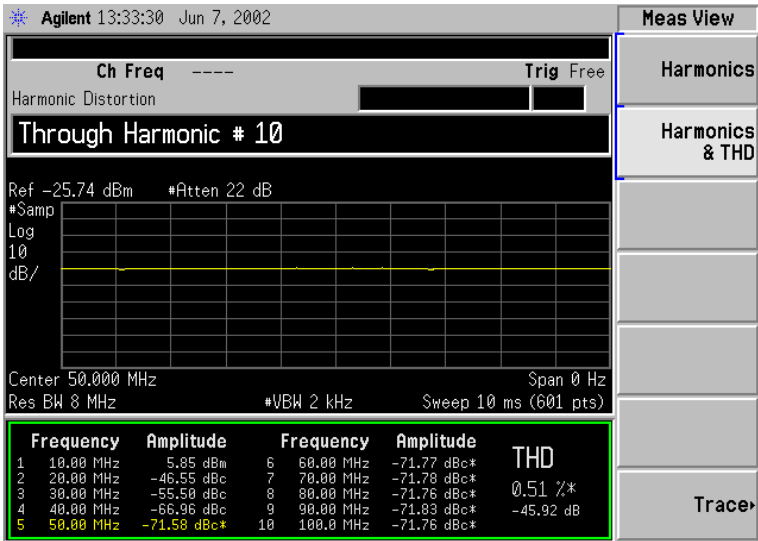 Agilent 13:33:30 Jun 7, 2002
Meas View
Ch Freq ---- Trig Free
Harmonic Distortion
Through Harmonic # 10
Harmonics
Harmonics
& THD
Ref -25.74 dBm #Atten 22 dB
#Samp
Log
10
dB/
Center 50.000 MHz Span 0 Hz
Res BW 8 MHz #VBW 2 kHz Sweep 10 ms (601 pts)
Frequency Amplitude Frequency Amplitude
1 10.00 MHz 5.85 dBm 6 60.00 MHz -71.77 dBc*
2 20.00 MHz -46.55 dBc 7 70.00 MHz -71.78 dBc*
3 30.00 MHz -55.50 dBc 8 80.00 MHz -71.76 dBc*
4 40.00 MHz -66.96 dBc 9 90.00 MHz -71.83 dBc*
5 50.00 MHz -71.58 dBc* 10 100.0 MHz -71.76 dBc*
THD
0.51 %*
-45.92 dB
Trace▸